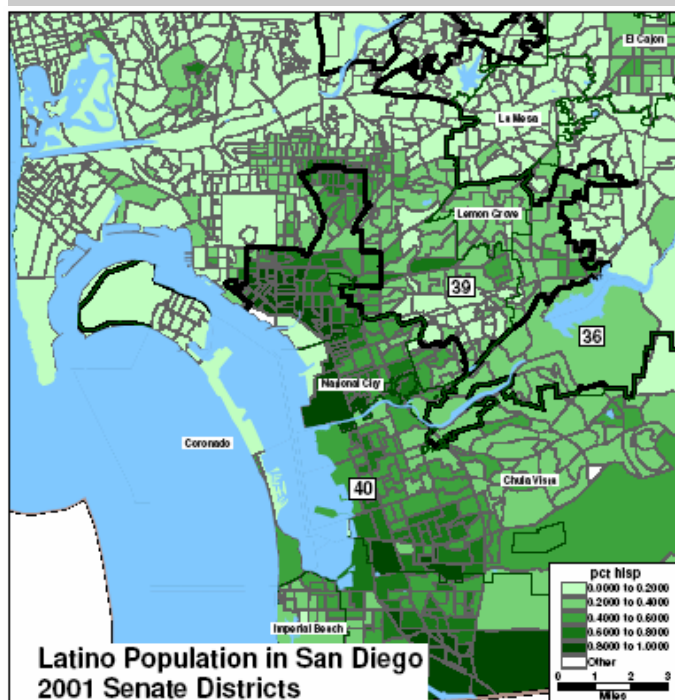 El Cajon
La Mesa
Lemon Grove
39
36
National City
Coronado
Chula Vista
40
pct hisp
0.0000 to 0.2000
0.2000 to 0.4000
0.4000 to 0.6000
0.6000 to 0.8000
0.8000 to 1.0000
Other
Imperial Beach
0 1 2 3
Miles
Latino Population in San Diego
2001 Senate Districts